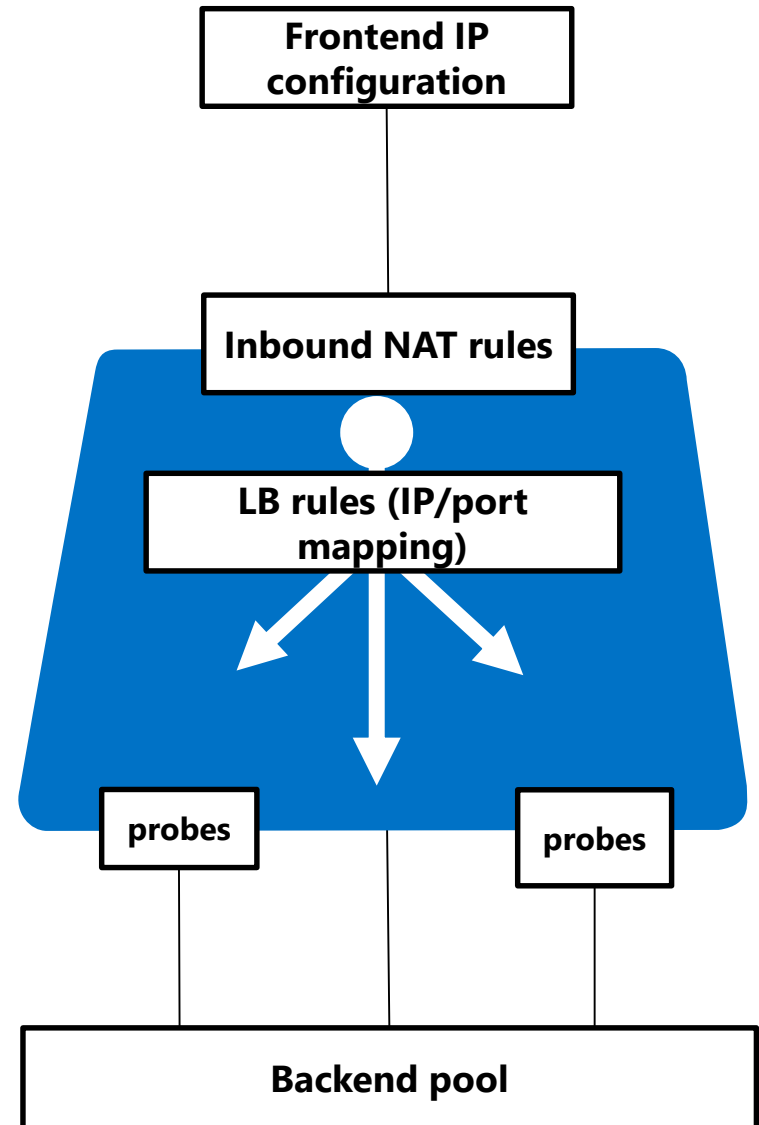 Frontend IP
configuration
Inbound NAT rules
LB rules (IP/port
mapping)
probes
probes
Backend pool